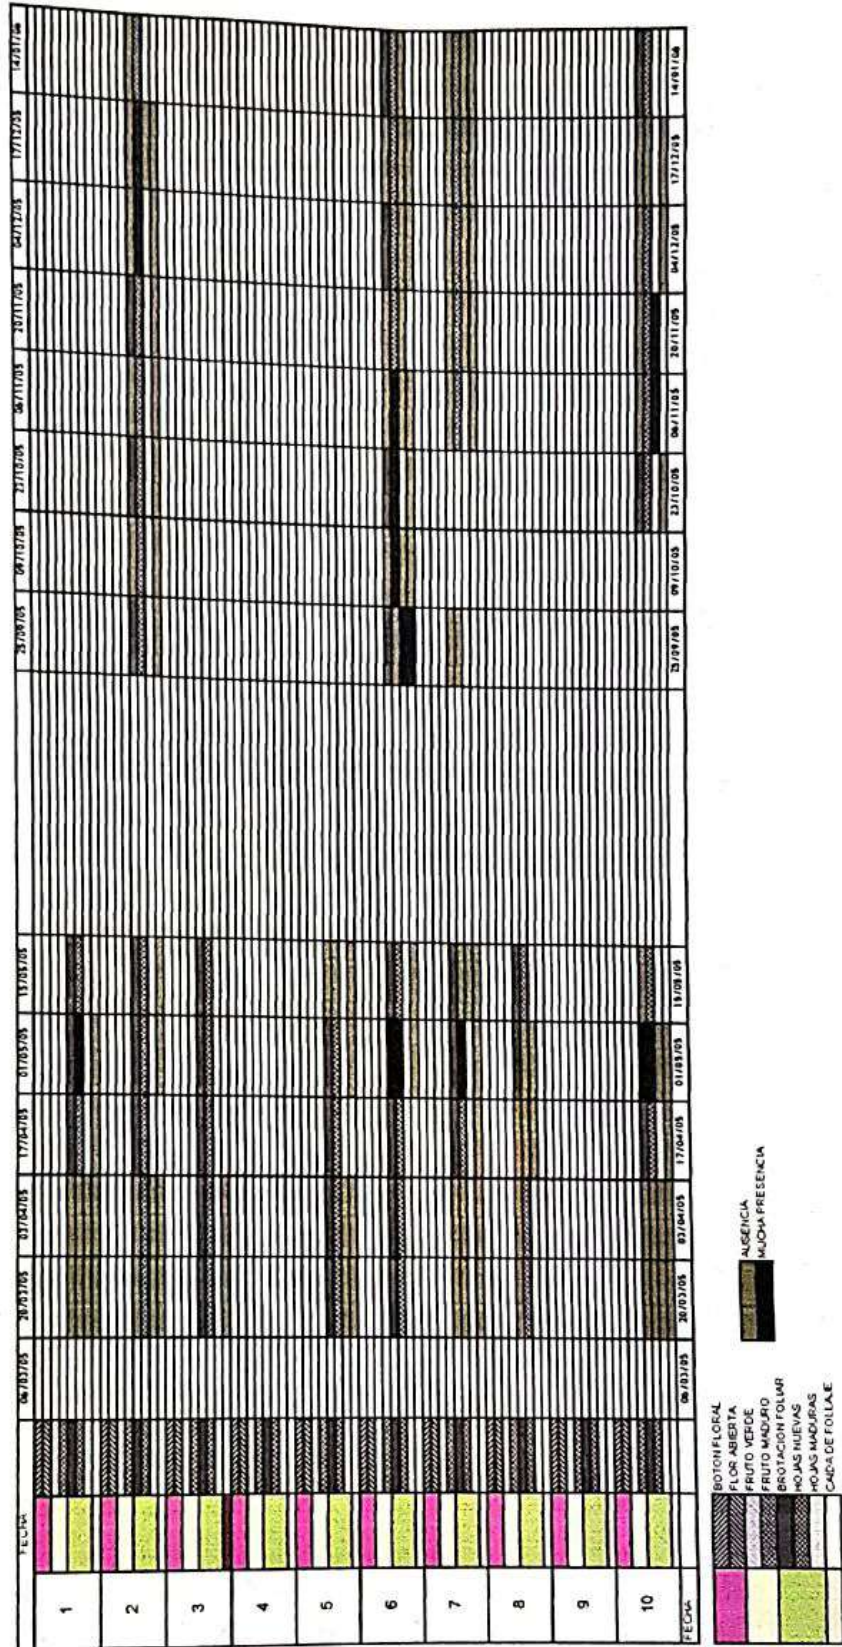 FECHA 06/03/05 20/03/05 03/04/05 17/04/05 01/05/05 15/05/05 25/09/05 09/10/05 23/10/05 06/11/05 20/11/05 04/12/05 17/12/05 14/01/06
1
2
3
4
5
6
7
8
9
10
FECHA 06/03/05 20/03/05 03/04/05 17/04/05 01/05/05 15/05/05 25/09/05 09/10/05 23/10/05 06/11/05 20/11/05 04/12/05 17/12/05 14/01/06
BOTON FLORAL
FLOR ABIERTA
FRUTO VERDE
FRUTO MADURO
BROTACION FOLIAR
HOJAS NUEVAS
HOJAS MADURAS
CAIDA DE FOLLAJE
AUSENCIA
MUCHA PRESENCIA